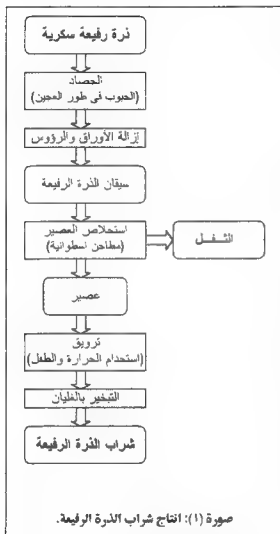 ذرة رفيعة سكرية
الحصاد
(الحبوب فى طور العجين)
إزالة الأوراق والرؤوس
سيقان الذرة الرفيعة
استخلاص العصير
(مطاحن اسطوانية)
الثفل
عصير
ترويق
(استخدام الحرارة والطفل)
التبخير بالغليان
شراب الذرة الرفيعة
صورة (١): انتاج شراب الذرة الرفيعة.